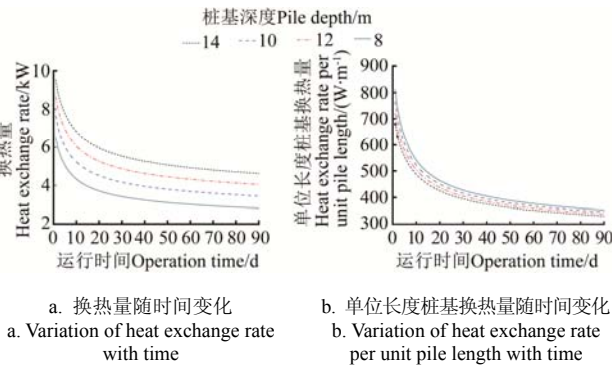 桩基深度Pile depth/m
14 10 12 8
换热量
Heat exchange rate/kW
10
8
6
4
2
0 10 20 30 40 50 60 70 80 90
运行时间Operation time/d
单位长度桩基换热量
Heat exchange rate per
unit pile length/(W·m⁻¹)
900
800
700
600
500
400
300
0 10 20 30 40 50 60 70 80 90
运行时间Operation time/d
a. 换热量随时间变化
a. Variation of heat exchange rate
with time
b. 单位长度桩基换热量随时间变化
b. Variation of heat exchange rate
per unit pile length with time